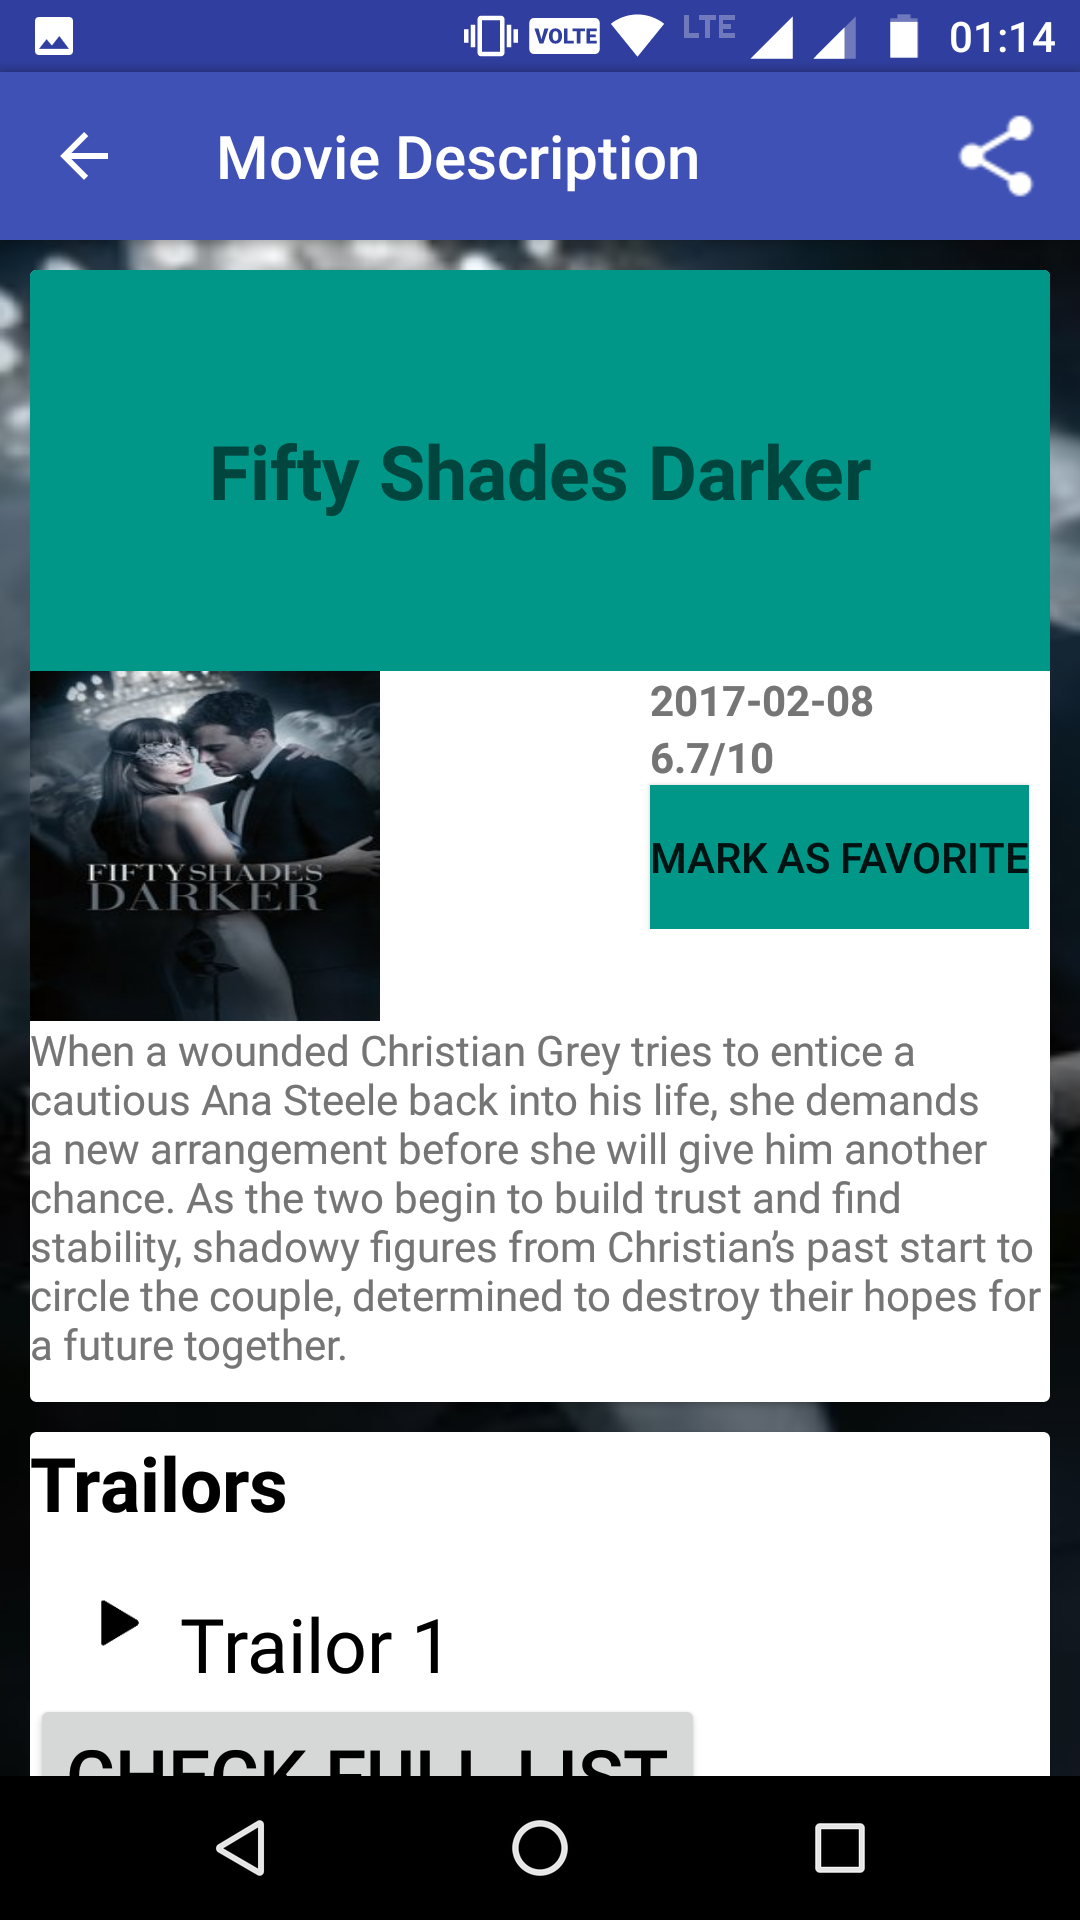 VOLTE LTE 01:14
Movie Description
Fifty Shades Darker
FIFTY SHADES
DARKER
2017-02-08
6.7/10
MARK AS FAVORITE
When a wounded Christian Grey tries to entice a
cautious Ana Steele back into his life, she demands
a new arrangement before she will give him another
chance. As the two begin to build trust and find
stability, shadowy figures from Christian’s past start to
circle the couple, determined to destroy their hopes for
a future together.
Trailors
Trailor 1
CHECK FULL LIST